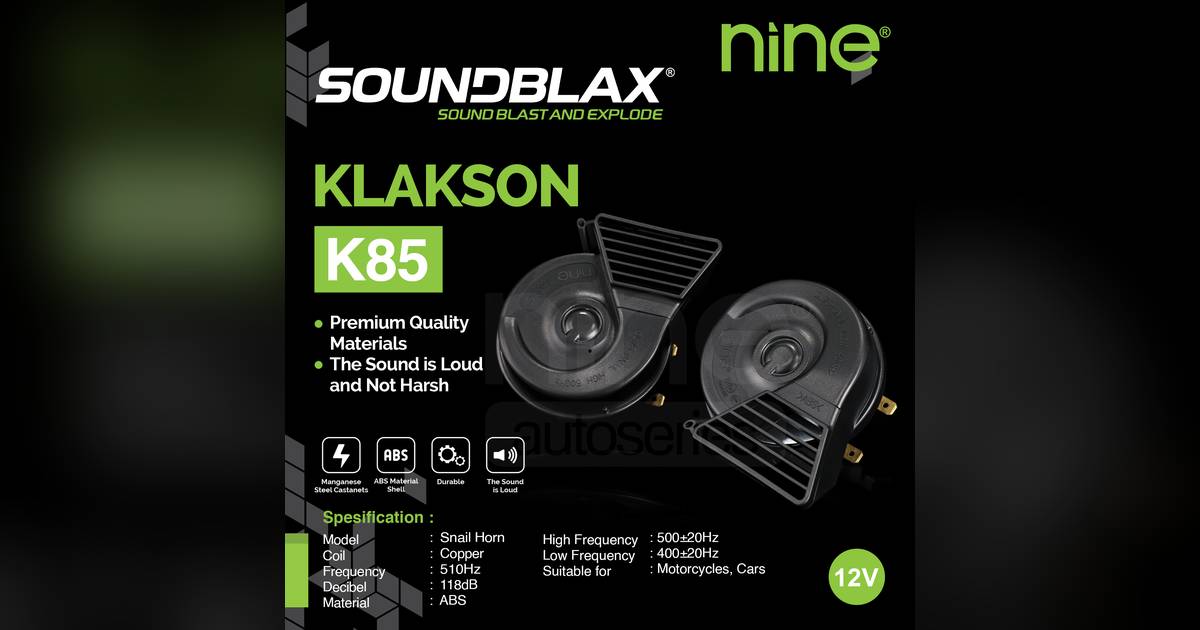 nine®
SOUNDBLAX®
SOUND BLAST AND EXPLODE
KLAKSON
K85
Premium Quality
Materials
The Sound is Loud
and Not Harsh
nine
autoseries
ABS
Manganese
Steel Castanets
ABS Material
Shell
Durable
The Sound
is Loud
Spesification :
Model : Snail Horn
Coil : Copper
Frequency : 510Hz
Decibel : 118dB
Material : ABS
High Frequency : 500±20Hz
Low Frequency : 400±20Hz
Suitable for : Motorcycles, Cars
12V